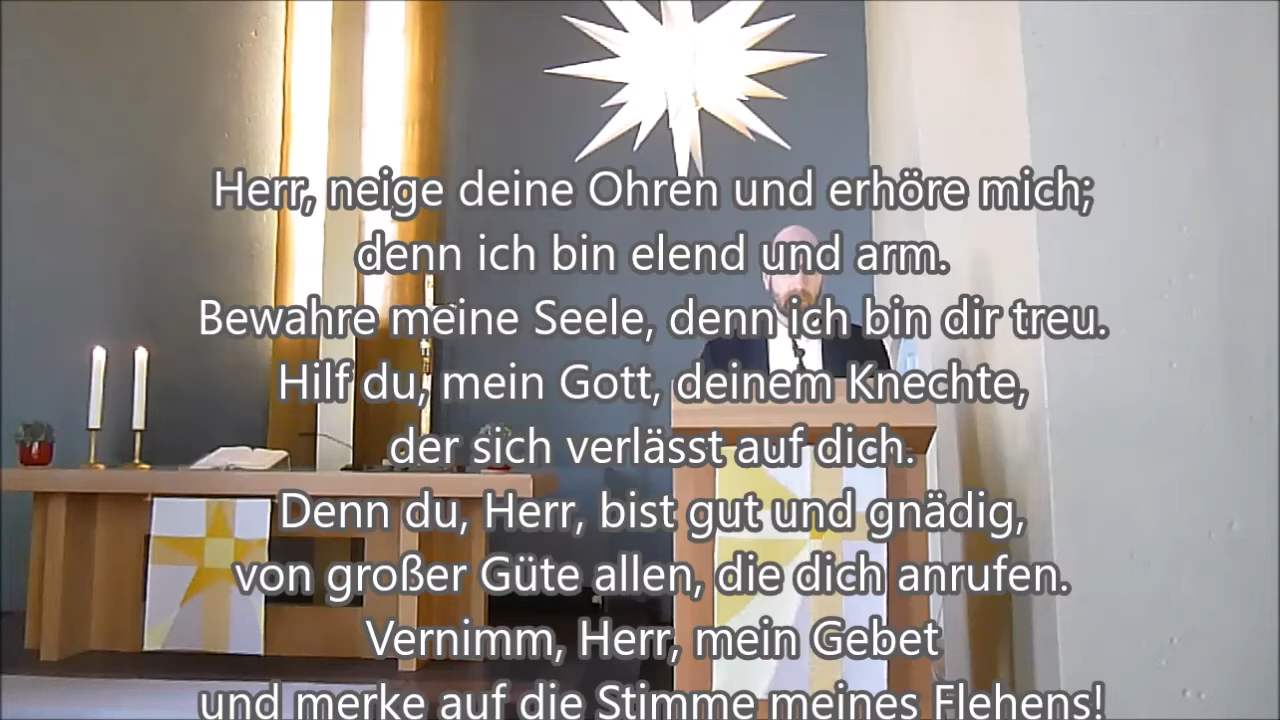 Herr, neige deine Ohren und erhöre mich;
denn ich bin elend und arm.
Bewahre meine Seele, denn ich bin dir treu.
Hilf du, mein Gott, deinem Knechte,
der sich verlässt auf dich.
Denn du, Herr, bist gut und gnädig,
von großer Güte allen, die dich anrufen.
Vernimm, Herr, mein Gebet
und merke auf die Stimme meines Flehens!